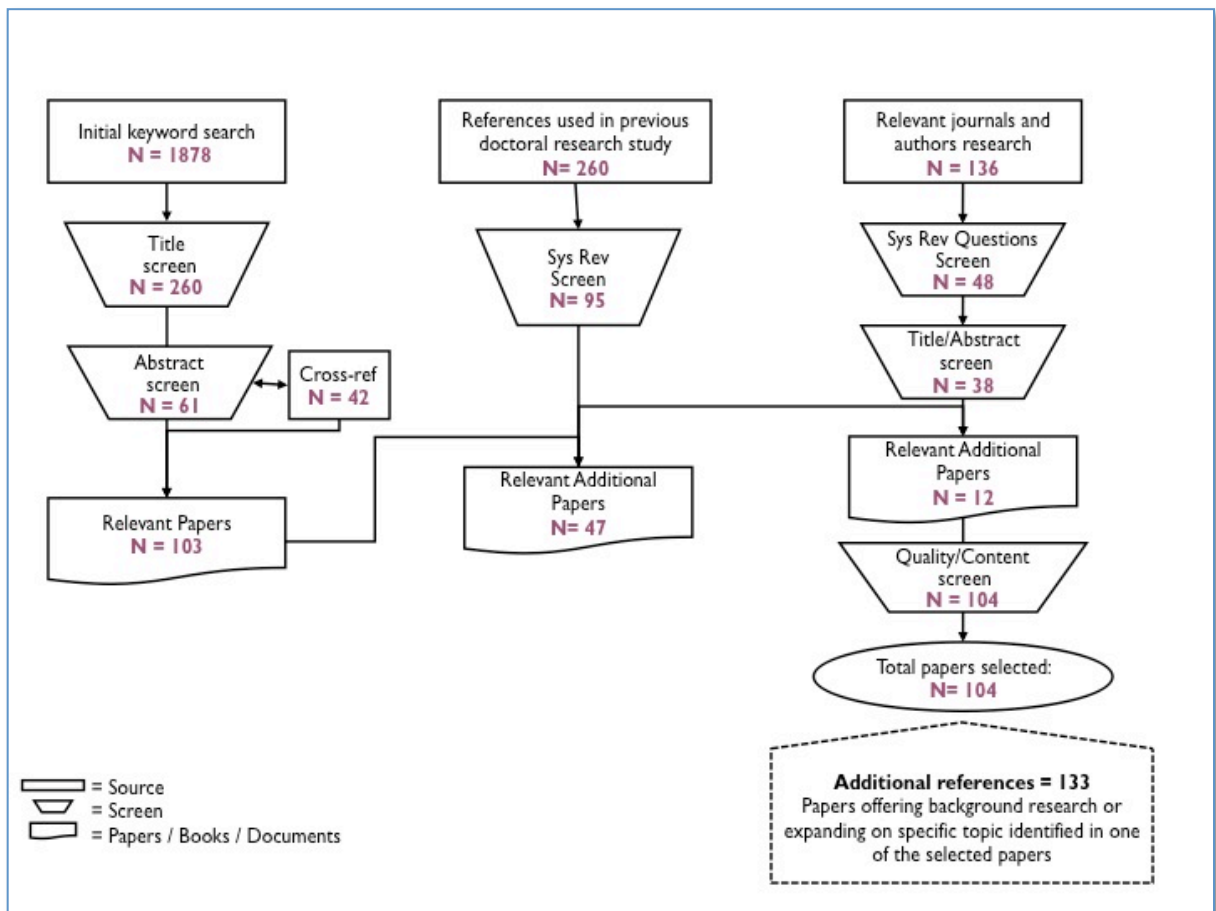 Initial keyword search
N = 1878
Title
screen
N = 260
Abstract
screen
N = 61
Cross-ref
N = 42
Relevant Papers
N = 103
References used in previous
doctoral research study
N= 260
Sys Rev
Screen
N= 95
Relevant Additional
Papers
N= 47
Relevant journals and
authors research
N = 136
Sys Rev Questions
Screen
N = 48
Title/Abstract
screen
N = 38
Relevant Additional
Papers
N = 12
Quality/Content
screen
N = 104
Total papers selected:
N= 104
Additional references = 133
Papers offering background research or
expanding on specific topic identified in one
of the selected papers
= Source
= Screen
= Papers / Books / Documents